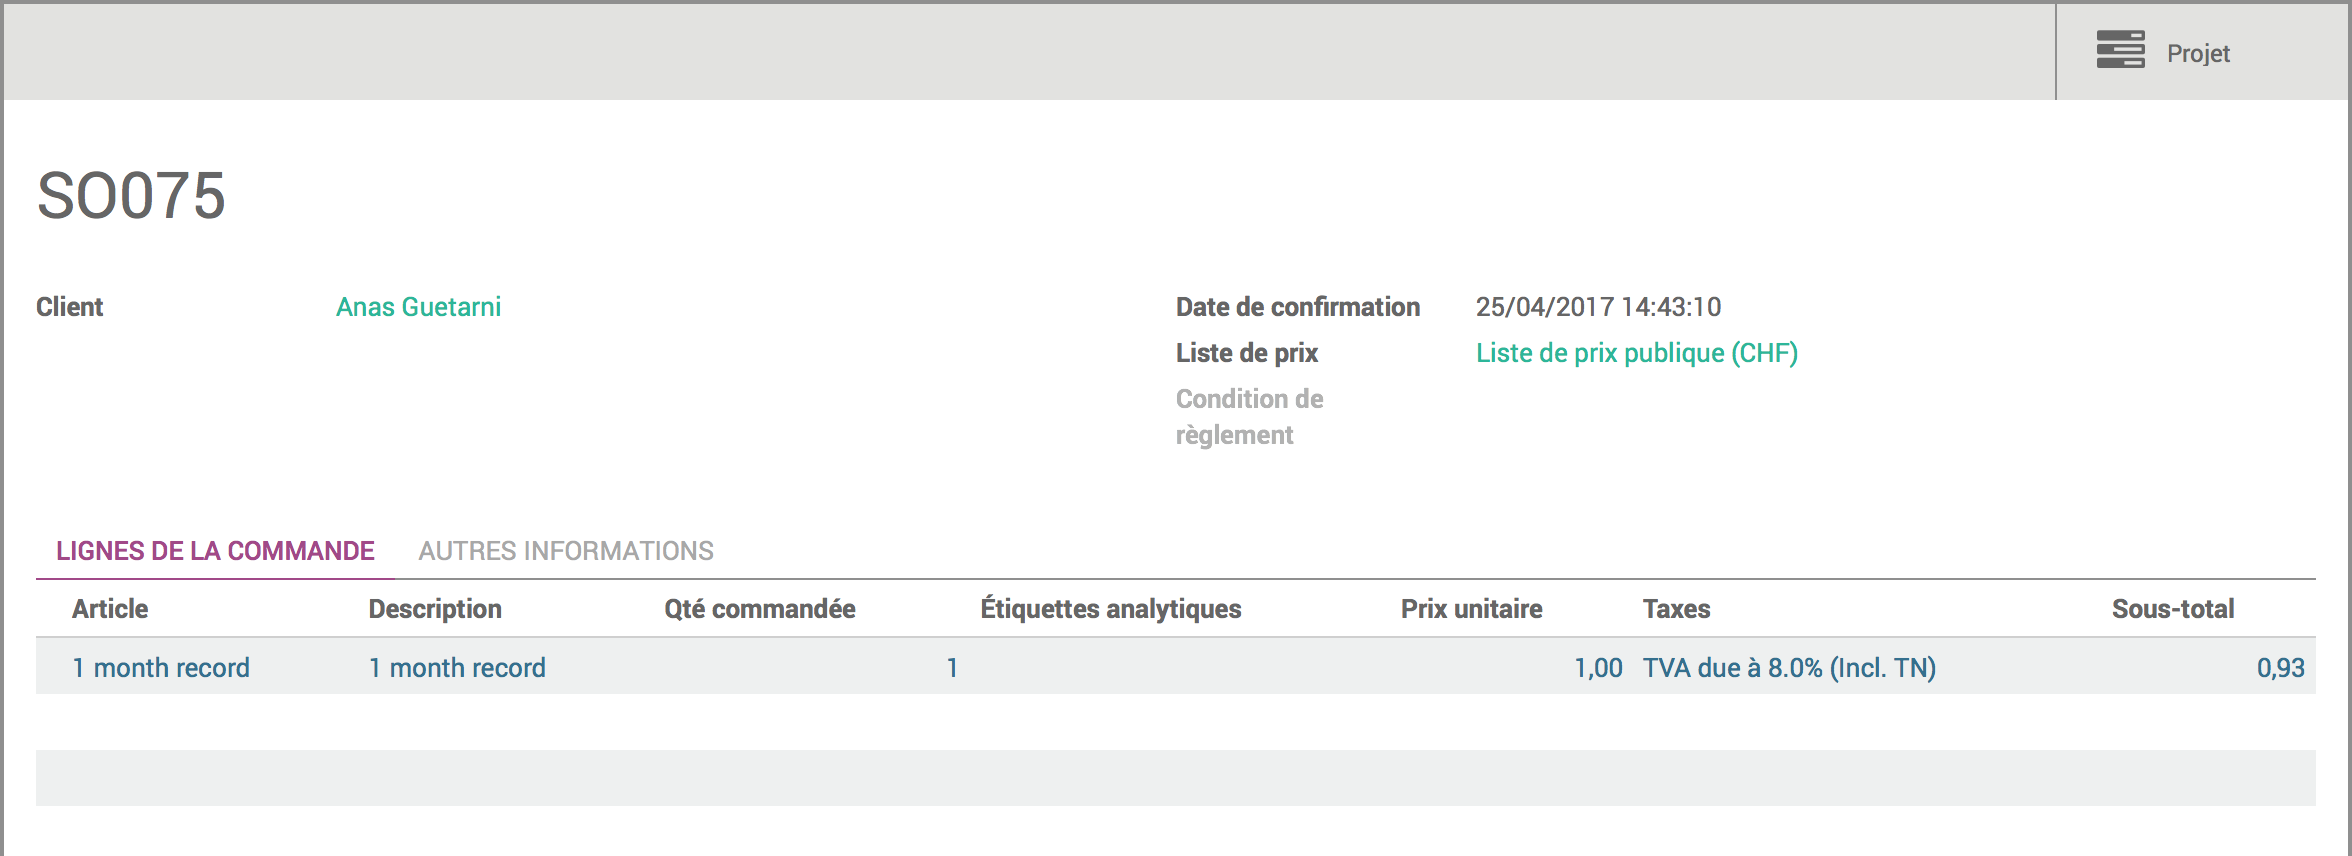 Projet
SO075
Client Anas Guetarni Date de confirmation 25/04/2017 14:43:10
Liste de prix Liste de prix publique (CHF)
Condition de
règlement
LIGNES DE LA COMMANDE AUTRES INFORMATIONS
Article Description Qté commandée Étiquettes analytiques Prix unitaire Taxes Sous-total
1 month record 1 month record 1 1,00 TVA due à 8.0% (Incl. TN) 0,93